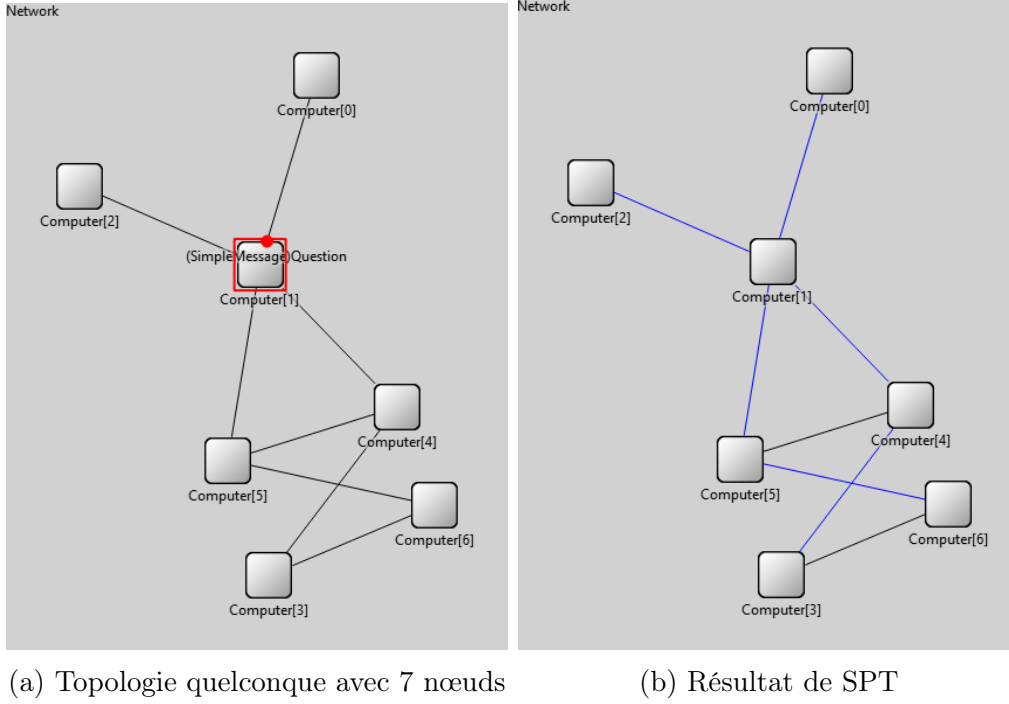 Network
Computer[0]
Computer[2]
(SimpleMessage)Question
Computer[1]
Computer[4]
Computer[5]
Computer[6]
Computer[3]
(a) Topologie quelconque avec 7 nœuds
Network
Computer[0]
Computer[2]
Computer[1]
Computer[4]
Computer[5]
Computer[6]
Computer[3]
(b) Résultat de SPT